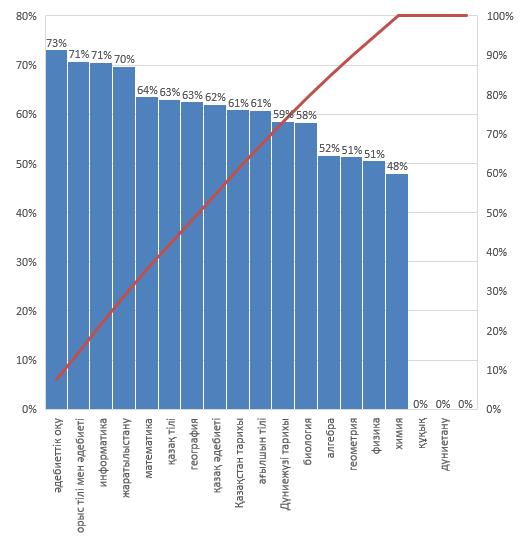 80%
70%
60%
50%
40%
30%
20%
10%
0%
73%
71%
71%
70%
64%
63%
63%
62%
61%
61%
59%
58%
52%
51%
51%
48%
0%
0%
0%
100%
90%
80%
70%
60%
50%
40%
30%
20%
10%
0%
әдебиеттік оқу
орыс тілі мен әдебиеті
информатика
жаратылыстану
математика
қазақ тілі
география
қазақ әдебиеті
Қазақстан тарихы
ағылшын тілі
Дүниежүзі тарихы
биология
алгебра
геометрия
физика
химия
құқық
дүниетану